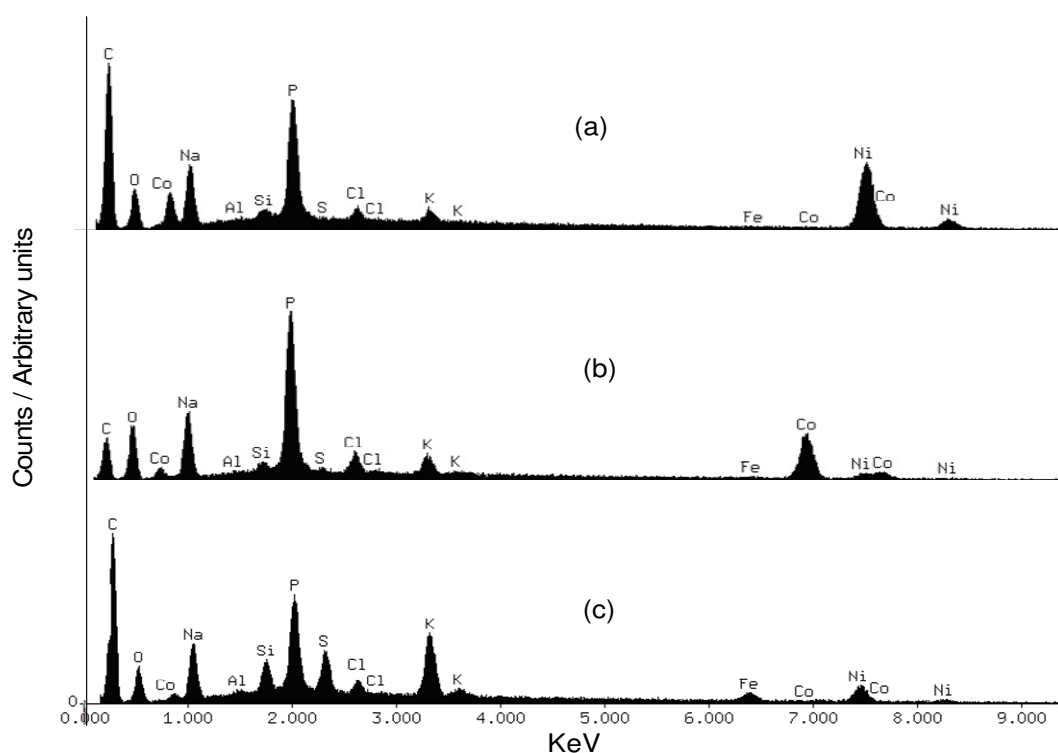 Counts / Arbitrary units
C
O
Co
Na
Al
Si
P
S
Cl
Cl
K
K
(a)
Fe
Co
Ni
Co
Ni
C
O
Co
Na
Al
Si
P
S
Cl
Cl
K
K
(b)
Fe
Co
Ni
Co
Ni
C
O
Co
Na
Al
Si
P
S
Cl
Cl
K
K
(c)
Fe
Co
Ni
Co
Ni
0
0.000 1.000 2.000 3.000 4.000 5.000 6.000 7.000 8.000 9.000
KeV